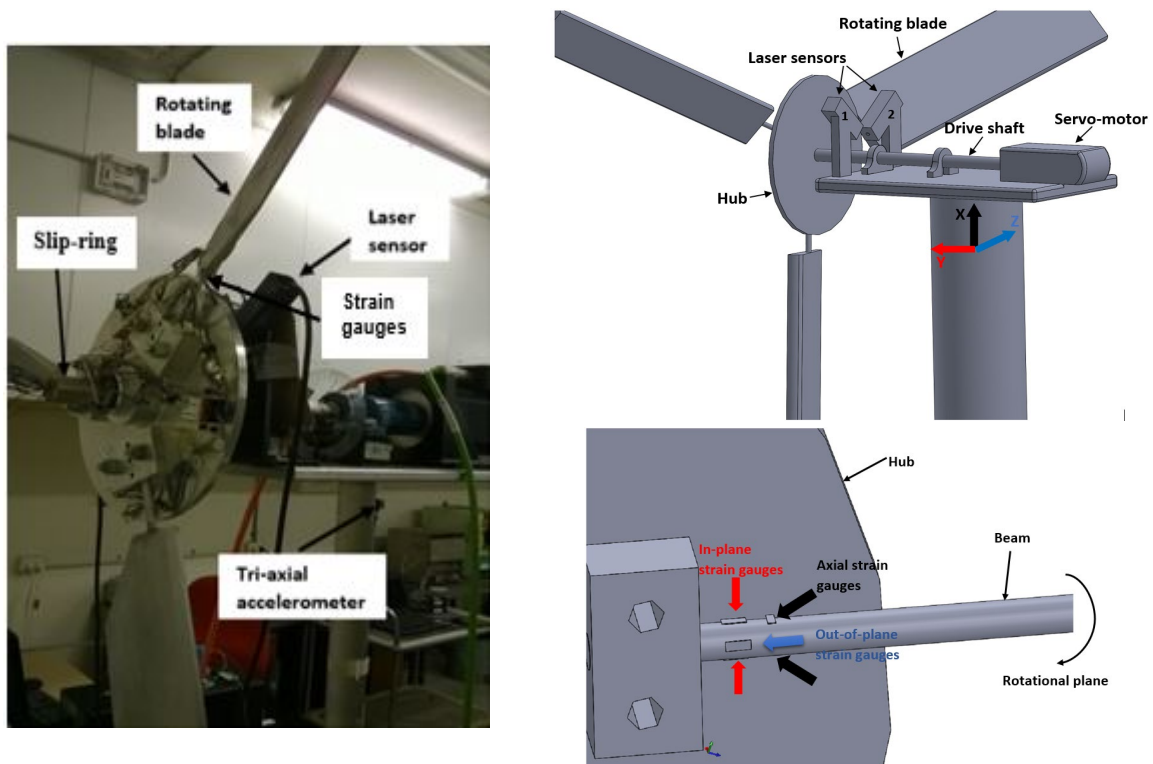 Rotating
blade
Slip-ring
Laser
sensor
Strain
gauges
Tri-axial
accelerometer
Rotating blade
Laser sensors
1
2
Drive shaft
Servo-motor
Hub
X
Z
Y
Hub
In-plane
strain gauges
Axial strain
gauges
Beam
Out-of-plane
strain gauges
Rotational plane